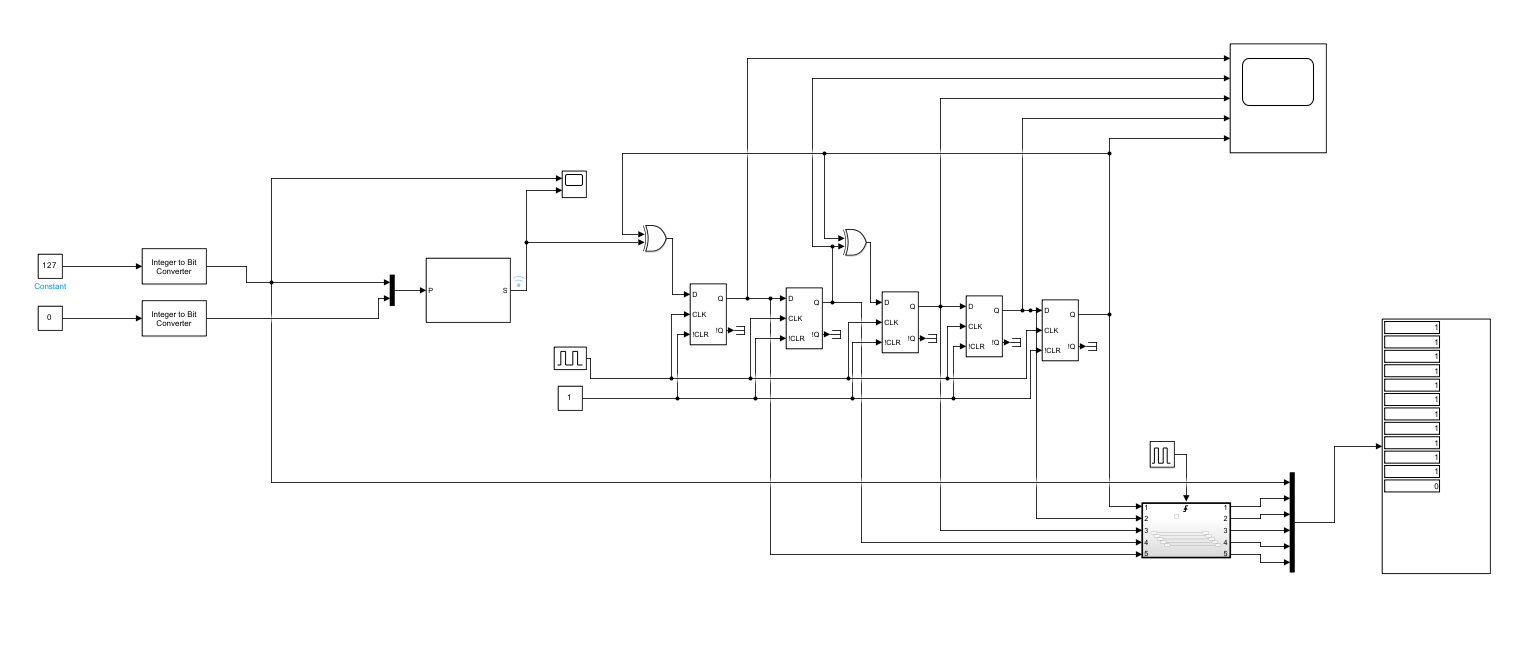 127
Constant
0
Integer to Bit
Converter
Integer to Bit
Converter
P
S
1
D
CLK
!CLR
Q
!Q
D
CLK
!CLR
Q
!Q
D
CLK
!CLR
Q
!Q
D
CLK
!CLR
Q
!Q
D
CLK
!CLR
Q
!Q
1
2
3
4
5
1
2
3
4
5
1
1
1
1
1
1
1
1
1
1
1
0